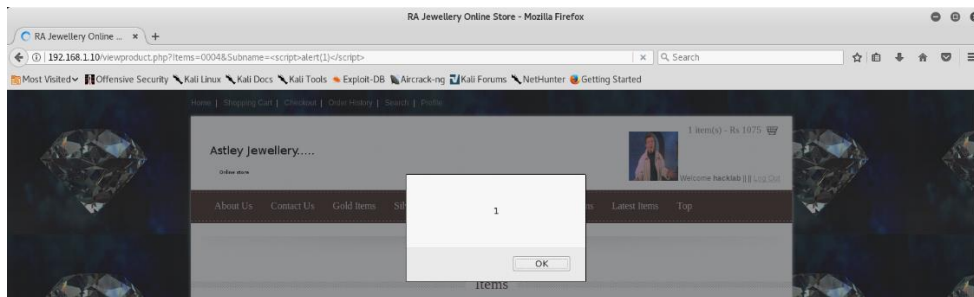 RA Jewellery Online Store - Mozilla Firefox
RA Jewellery Online ... × +
192.168.1.10/viewproduct.php?Items=0004&Subname=<script>alert(1)</script>
Search
Most Visited Offensive Security Kali Linux Kali Docs Kali Tools Exploit-DB Aircrack-ng Kali Forums NetHunter Getting Started
Home | Shopping Cart | Checkout | Order History | Search | Profile
1 item(s) - Rs 1075
Astley Jewellery.....
Online store
Welcome hacklab || || Log Out
About Us Contact Us Gold Items Latest Items Top
1
OK
Items